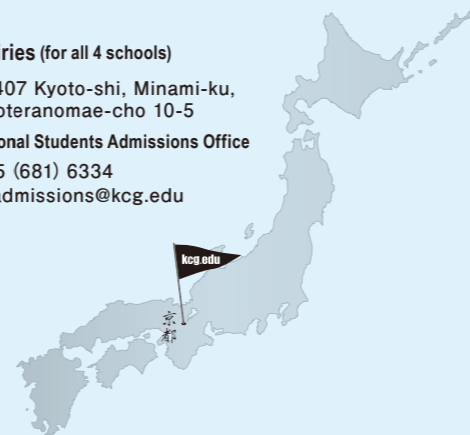 ries (for all 4 schools)
407 Kyoto-shi, Minami-ku,
oteranomae-cho 10-5
onal Students Admissions Office
5 (681) 6334
admissions@kcg.edu
kcg.edu
京都